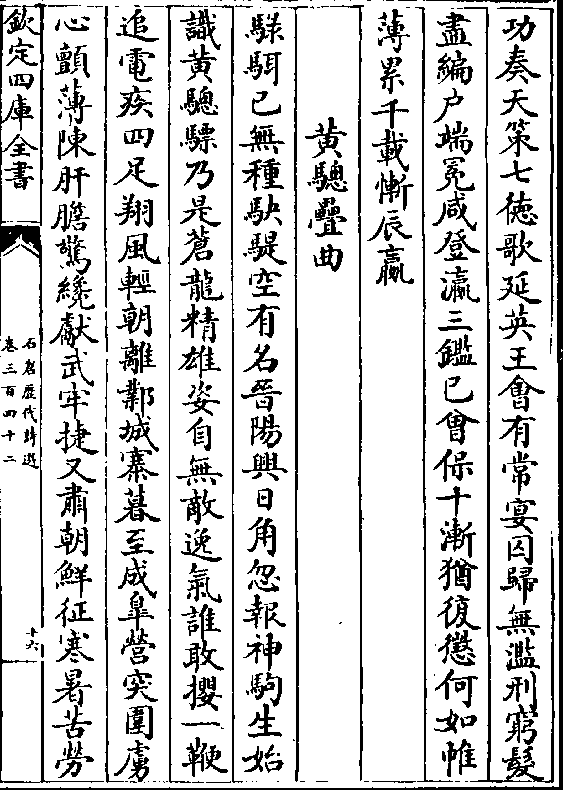 功奏天策七徳歌延英王㑹有常宴囚歸無濫刑窮髮
盡編户端冕咸登瀛三鑑已曾保十漸猶復懲何如帷
薄累千載慚辰嬴
黄驄疊曲
騄駬已無種駃騠空有名晉陽興日角忽報神駒生始
識黄驄驃乃是蒼龍精雄姿自無敵逸氣誰敢攖一鞭
追電疾四足翔風輕朝離鄴城寨暮至成臯營突圍虜
心顫薄陳肝膽驚纔獻武牢捷又肅朝鮮征寒暑苦勞
欽定四庫全書
石倉歴代詩選
卷三百四十二
十六